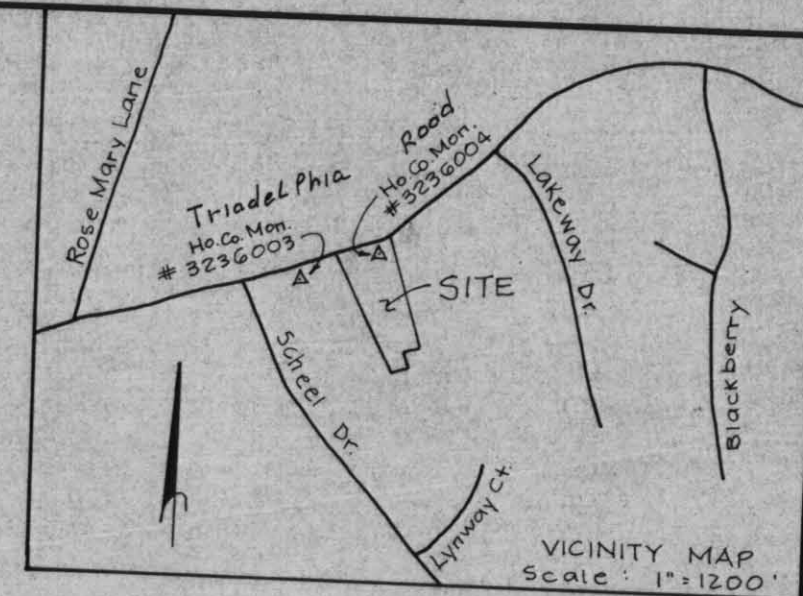 Rose Mary Lane
Triadelphia Road
Ho.Co.Mon.
# 3236003
Ho.Co.Mon.
# 3236004
SITE
Scheel Dr.
Lakeway Dr.
Blackberry
Lynway Ct.
VICINITY MAP
Scale : 1"=1200'